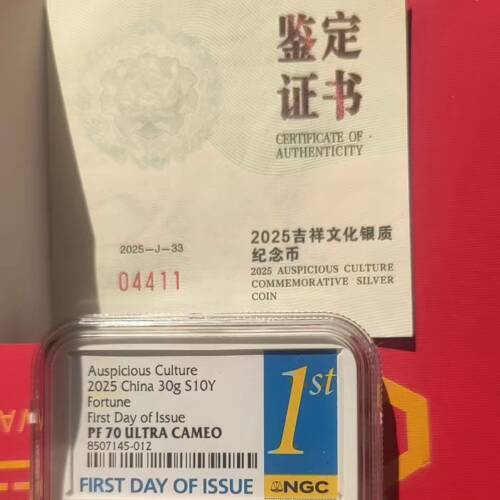 鉴定
证书
CERTIFICATE OF
AUTHENTICITY
2025-J-33
04411
2025吉祥文化银质
纪念币
2025 AUSPICIOUS CULTURE
COMMEMORATIVE SILVER
COIN
Auspicious Culture
2025 China 30g S10Y
Fortune
First Day of Issue
PF 70 ULTRA CAMEO
8507145-012
FIRST DAY OF ISSUE
1st
NGC